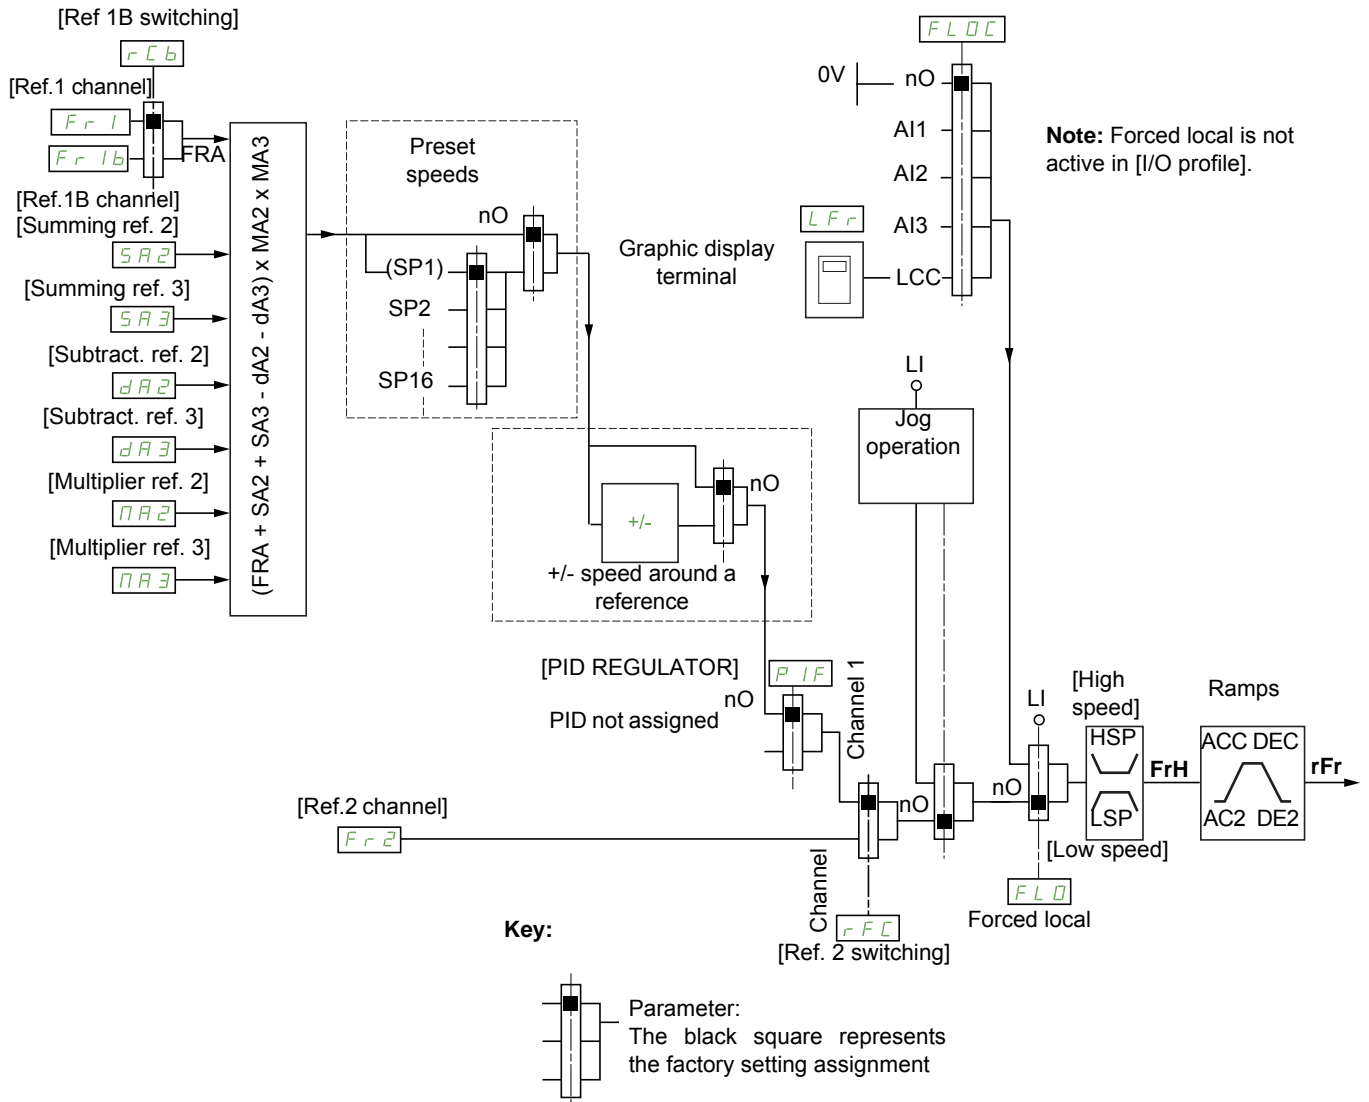 [Ref 1B switching]
rCb
[Ref.1 channel]
Fr1
Fr1b
FRA
[Ref.1B channel]
[Summing ref. 2]
SA2
[Summing ref. 3]
SA3
[Subtract. ref. 2]
dA2
[Subtract. ref. 3]
dA3
[Multiplier ref. 2]
MA2
[Multiplier ref. 3]
MA3
(FRA + SA2 + SA3 - dA2 - dA3) x MA2 x MA3
Preset
speeds
nO
(SP1)
SP2
SP16
+/-
nO
+/- speed around a
reference
FLOC
0V
nO
AI1
AI2
AI3
LCC
LFr
Graphic display
terminal
Note: Forced local is not
active in [I/O profile].
LI
Jog
operation
[PID REGULATOR]
PIF
nO
PID not assigned
Channel 1
[Ref.2 channel]
Fr2
nO
Channel
rFC
[Ref. 2 switching]
nO
LI
FLO
Forced local
[High
speed]
HSP
LSP
[Low speed]
FrH
Ramps
ACC DEC
AC2 DE2
rFr
Key:
Parameter:
The black square represents
the factory setting assignment